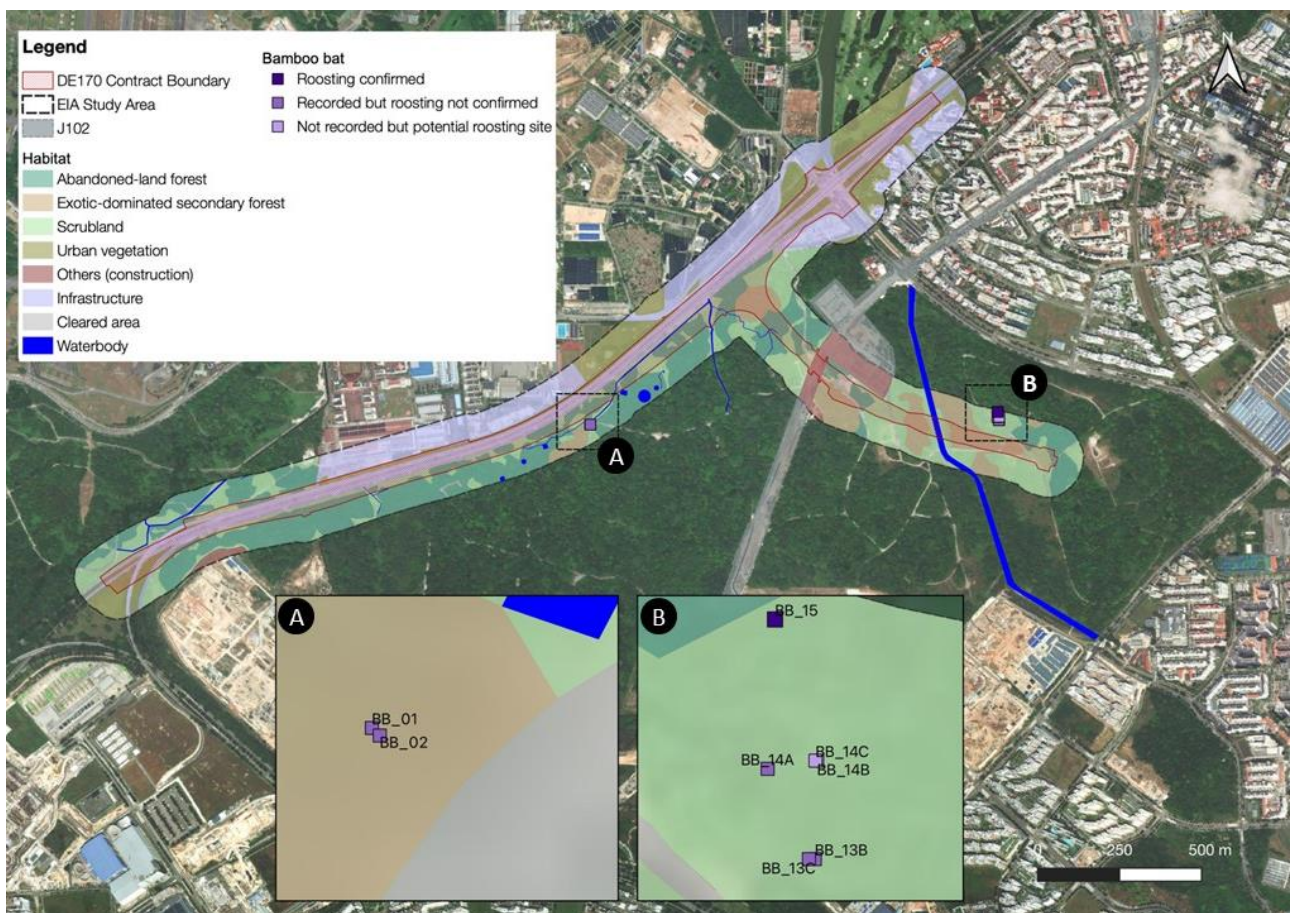 Legend
DE170 Contract Boundary
EIA Study Area
J102
Habitat
Abandoned-land forest
Exotic-dominated secondary forest
Scrubland
Urban vegetation
Others (construction)
Infrastructure
Cleared area
Waterbody
Bamboo bat
Roosting confirmed
Recorded but roosting not confirmed
Not recorded but potential roosting site
N
B
A
A
BB_01
BB_02
B
BB_15
BB_14C
BB_14A
BB_14B
BB_13B
BB_13C
0 250 500 m